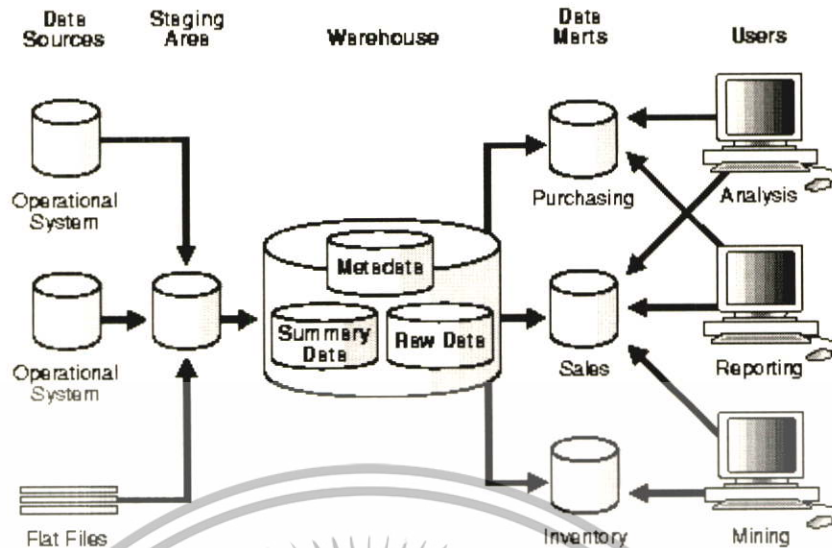 Data Sources
Staging Area
Warehouse
Data Marts
Users
Operational System
Purchasing
Analysis
Metadata
Summary Data
Raw Data
Operational System
Sales
Reporting
Flat Files
Inventory
Mining